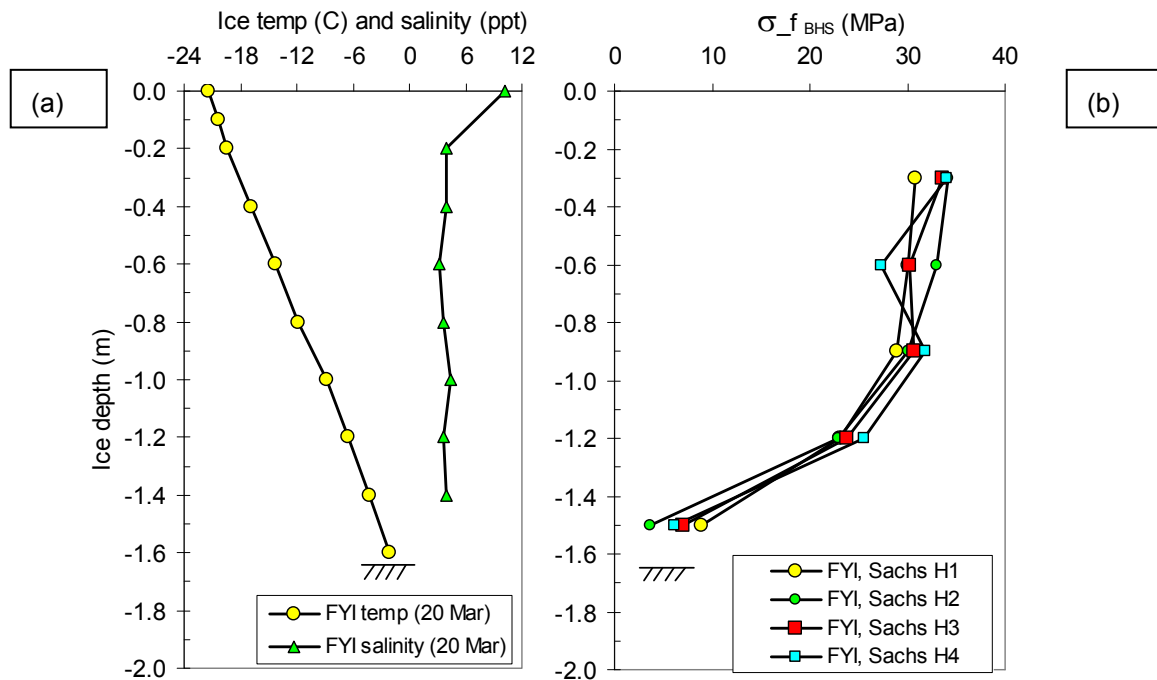 Ice temp (C) and salinity (ppt)
-24 -18 -12 -6 0 6 12
(a)
0.0
-0.2
-0.4
-0.6
-0.8
-1.0
-1.2
-1.4
-1.6
-1.8
-2.0
Ice depth (m)
FYI temp (20 Mar)
FYI salinity (20 Mar)
σ_f BHS (MPa)
0 10 20 30 40
(b)
0.0
-0.2
-0.4
-0.6
-0.8
-1.0
-1.2
-1.4
-1.6
-1.8
-2.0
FYI, Sachs H1
FYI, Sachs H2
FYI, Sachs H3
FYI, Sachs H4